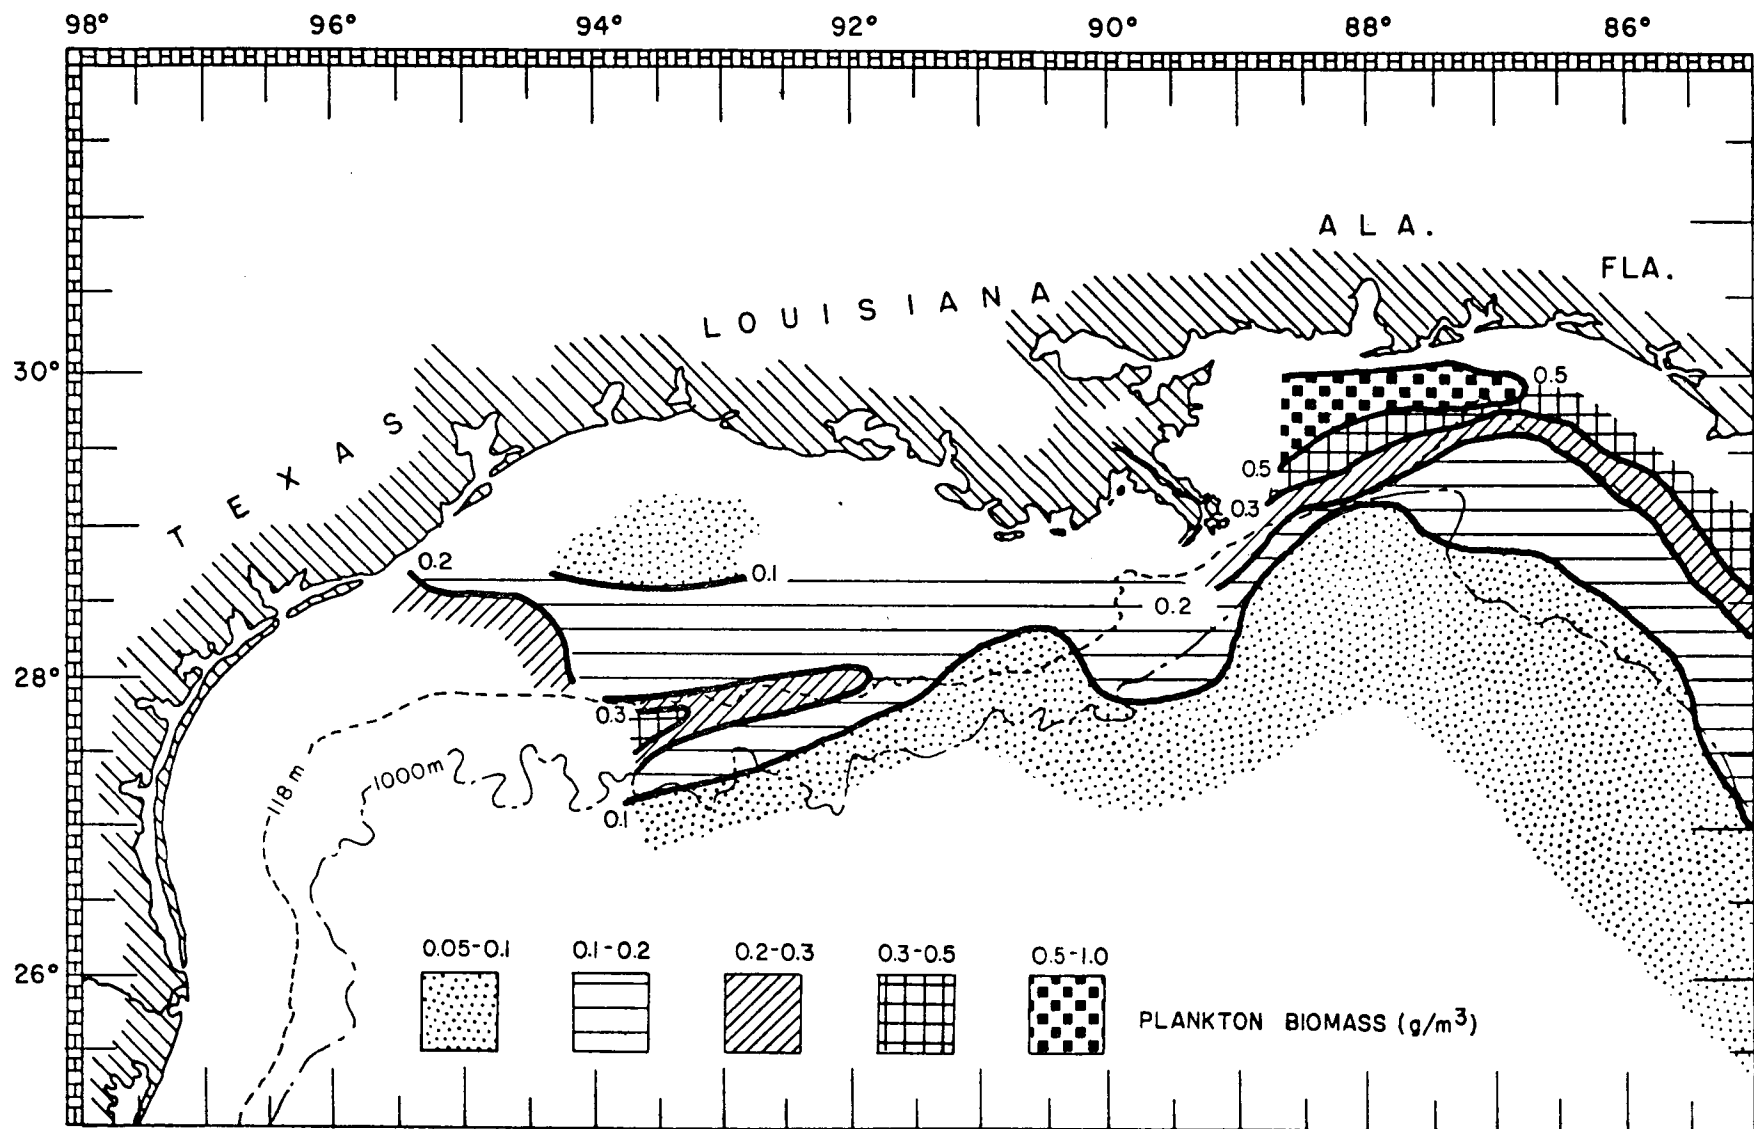 98° 96° 94° 92° 90° 88° 86°
ALA.
FLA.
LOUISIANA
30°
0.5
TEXAS
0.5
0.3
0.2
0.1
0.2
28°
0.3
118m
1000m
0.1
0.05-0.1 0.1-0.2 0.2-0.3 0.3-0.5 0.5-1.0
26°
PLANKTON BIOMASS (g/m³)